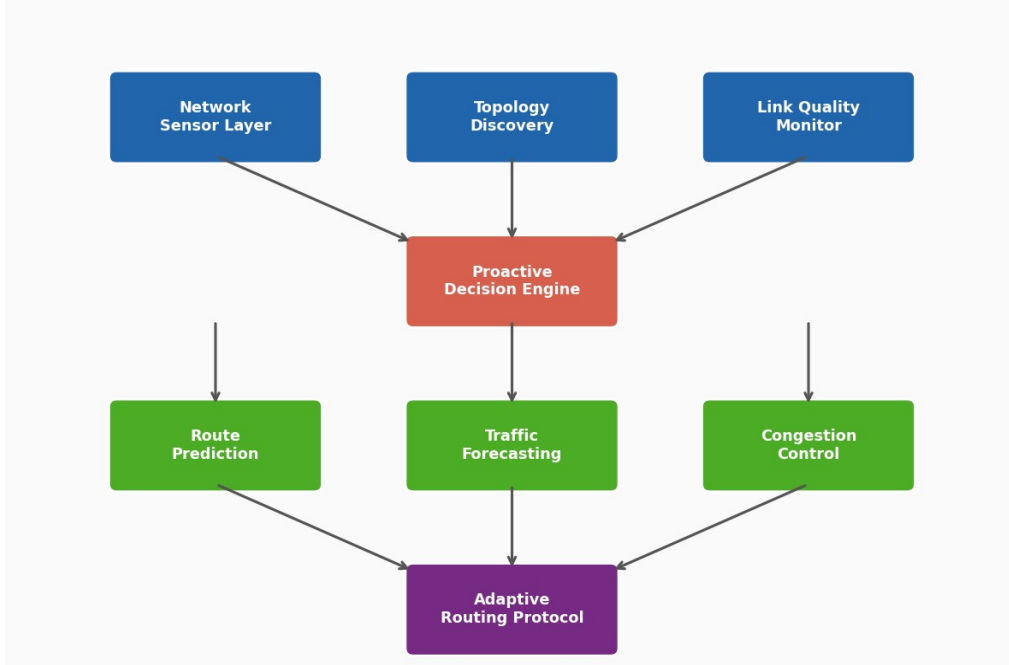 Network
Sensor Layer
Topology
Discovery
Link Quality
Monitor
Proactive
Decision Engine
Route
Prediction
Traffic
Forecasting
Congestion
Control
Adaptive
Routing Protocol